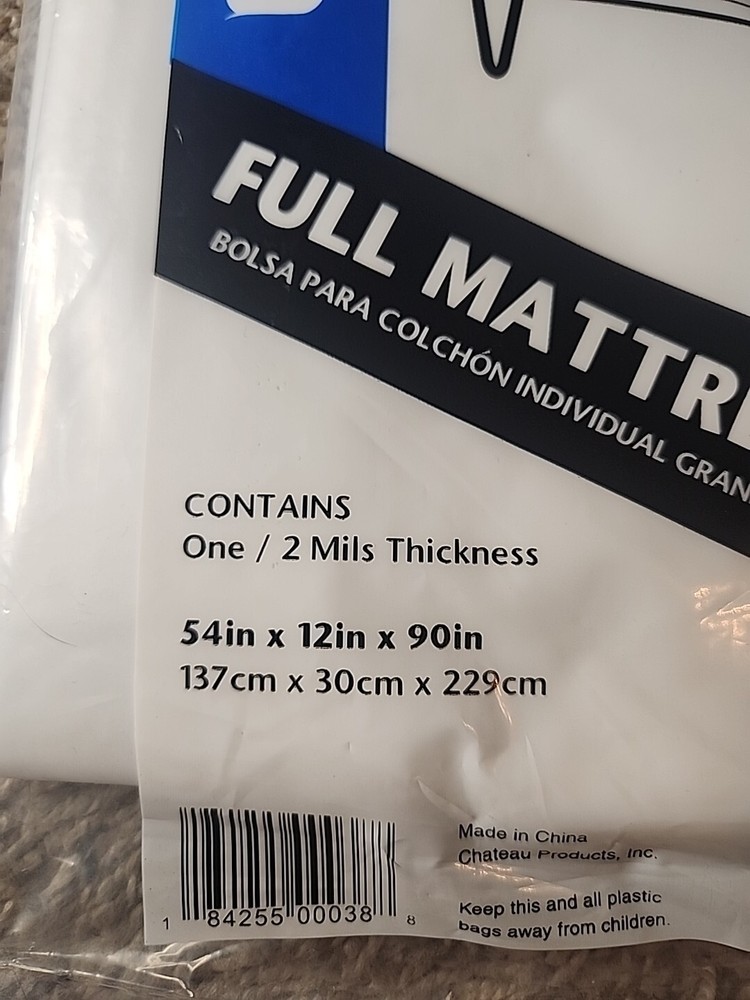 FULL MATTR
BOLSA PARA COLCHÓN INDIVIDUAL GRAN
CONTAINS
One / 2 Mils Thickness
54in x 12in x 90in
137cm x 30cm x 229cm
Made in China
Chateau Products, Inc.
Keep this and all plastic
bags away from children.
1 84255 00038 8